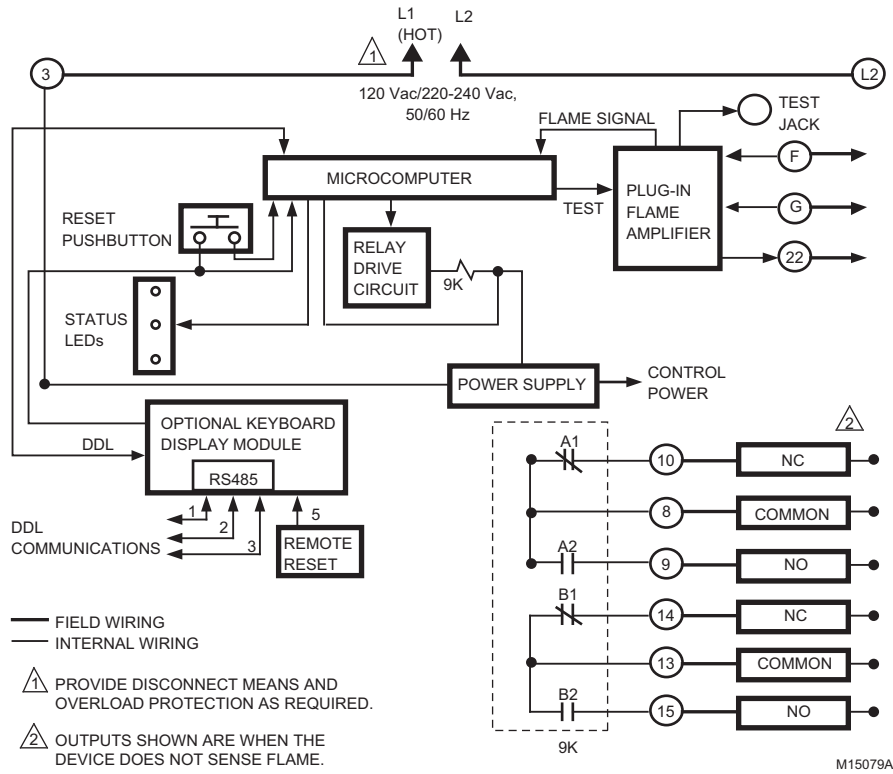 L1
(HOT)
L2
1
3
L2
120 Vac/220-240 Vac,
50/60 Hz
FLAME SIGNAL
TEST
JACK
F
MICROCOMPUTER
TEST
PLUG-IN
FLAME
AMPLIFIER
G
22
RESET
PUSHBUTTON
RELAY
DRIVE
CIRCUIT
9K
STATUS
LEDs
POWER SUPPLY
CONTROL
POWER
OPTIONAL KEYBOARD
DISPLAY MODULE
DDL
RS485
1
2
3
5
DDL
COMMUNICATIONS
REMOTE
RESET
2
A1
10
NC
8
COMMON
A2
9
NO
B1
14
NC
13
COMMON
B2
15
NO
9K
FIELD WIRING
INTERNAL WIRING
1 PROVIDE DISCONNECT MEANS AND
OVERLOAD PROTECTION AS REQUIRED.
2 OUTPUTS SHOWN ARE WHEN THE
DEVICE DOES NOT SENSE FLAME.
M15079A